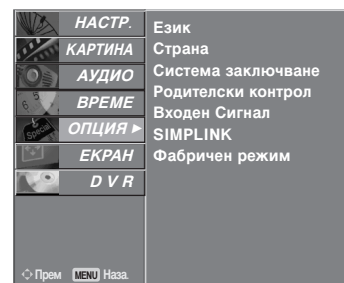 НАСТР.
КАРТИНА
АУДИО
ВРЕМЕ
ОПЦИЯ ►
ЕКРАН
D V R
Прем MENU Наза.
Език
Страна
Система заключване
Родителски контрол
Входен Сигнал
SIMPLINK
Фабричен режим